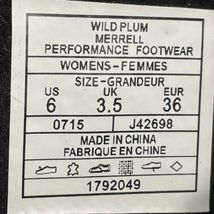 WILD PLUM
MERRELL
PERFORMANCE FOOTWEAR
WOMENS-FEMMES
SIZE-GRANDEUR
US UK EUR
6 3.5 36
0715 J42698
MADE IN CHINA
FABRIQUE EN CHINE
1792049